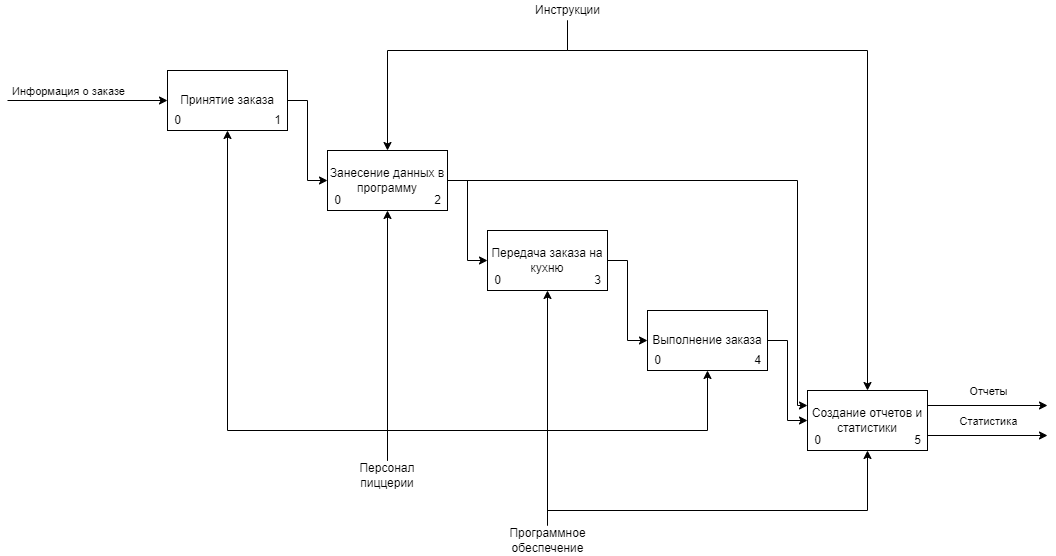 Инструкции
Информация о заказе
Принятие заказа
0 1
Занесение данных в
программу
0 2
Передача заказа на
кухню
0 3
Выполнение заказа
0 4
Создание отчетов и
статистики
0 5
Отчеты
Статистика
Персонал
пиццерии
Программное
обеспечение